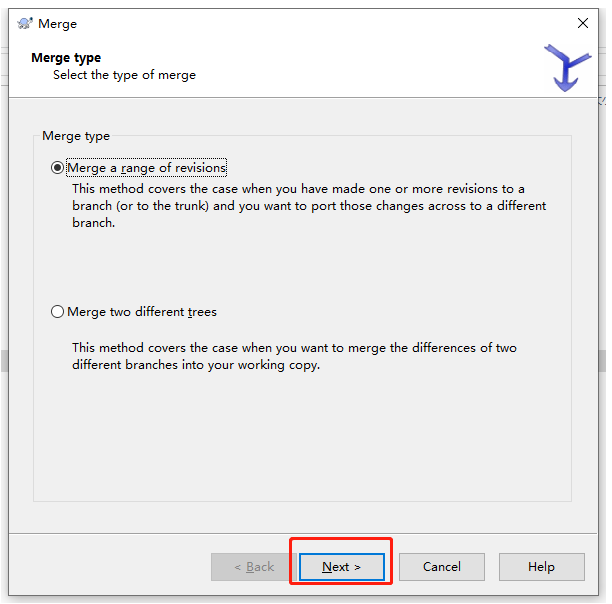 Merge
Merge type
Select the type of merge
Merge type
Merge a range of revisions
This method covers the case when you have made one or more revisions to a
branch (or to the trunk) and you want to port those changes across to a different
branch.
Merge two different trees
This method covers the case when you want to merge the differences of two
different branches into your working copy.
< Back
Next >
Cancel
Help